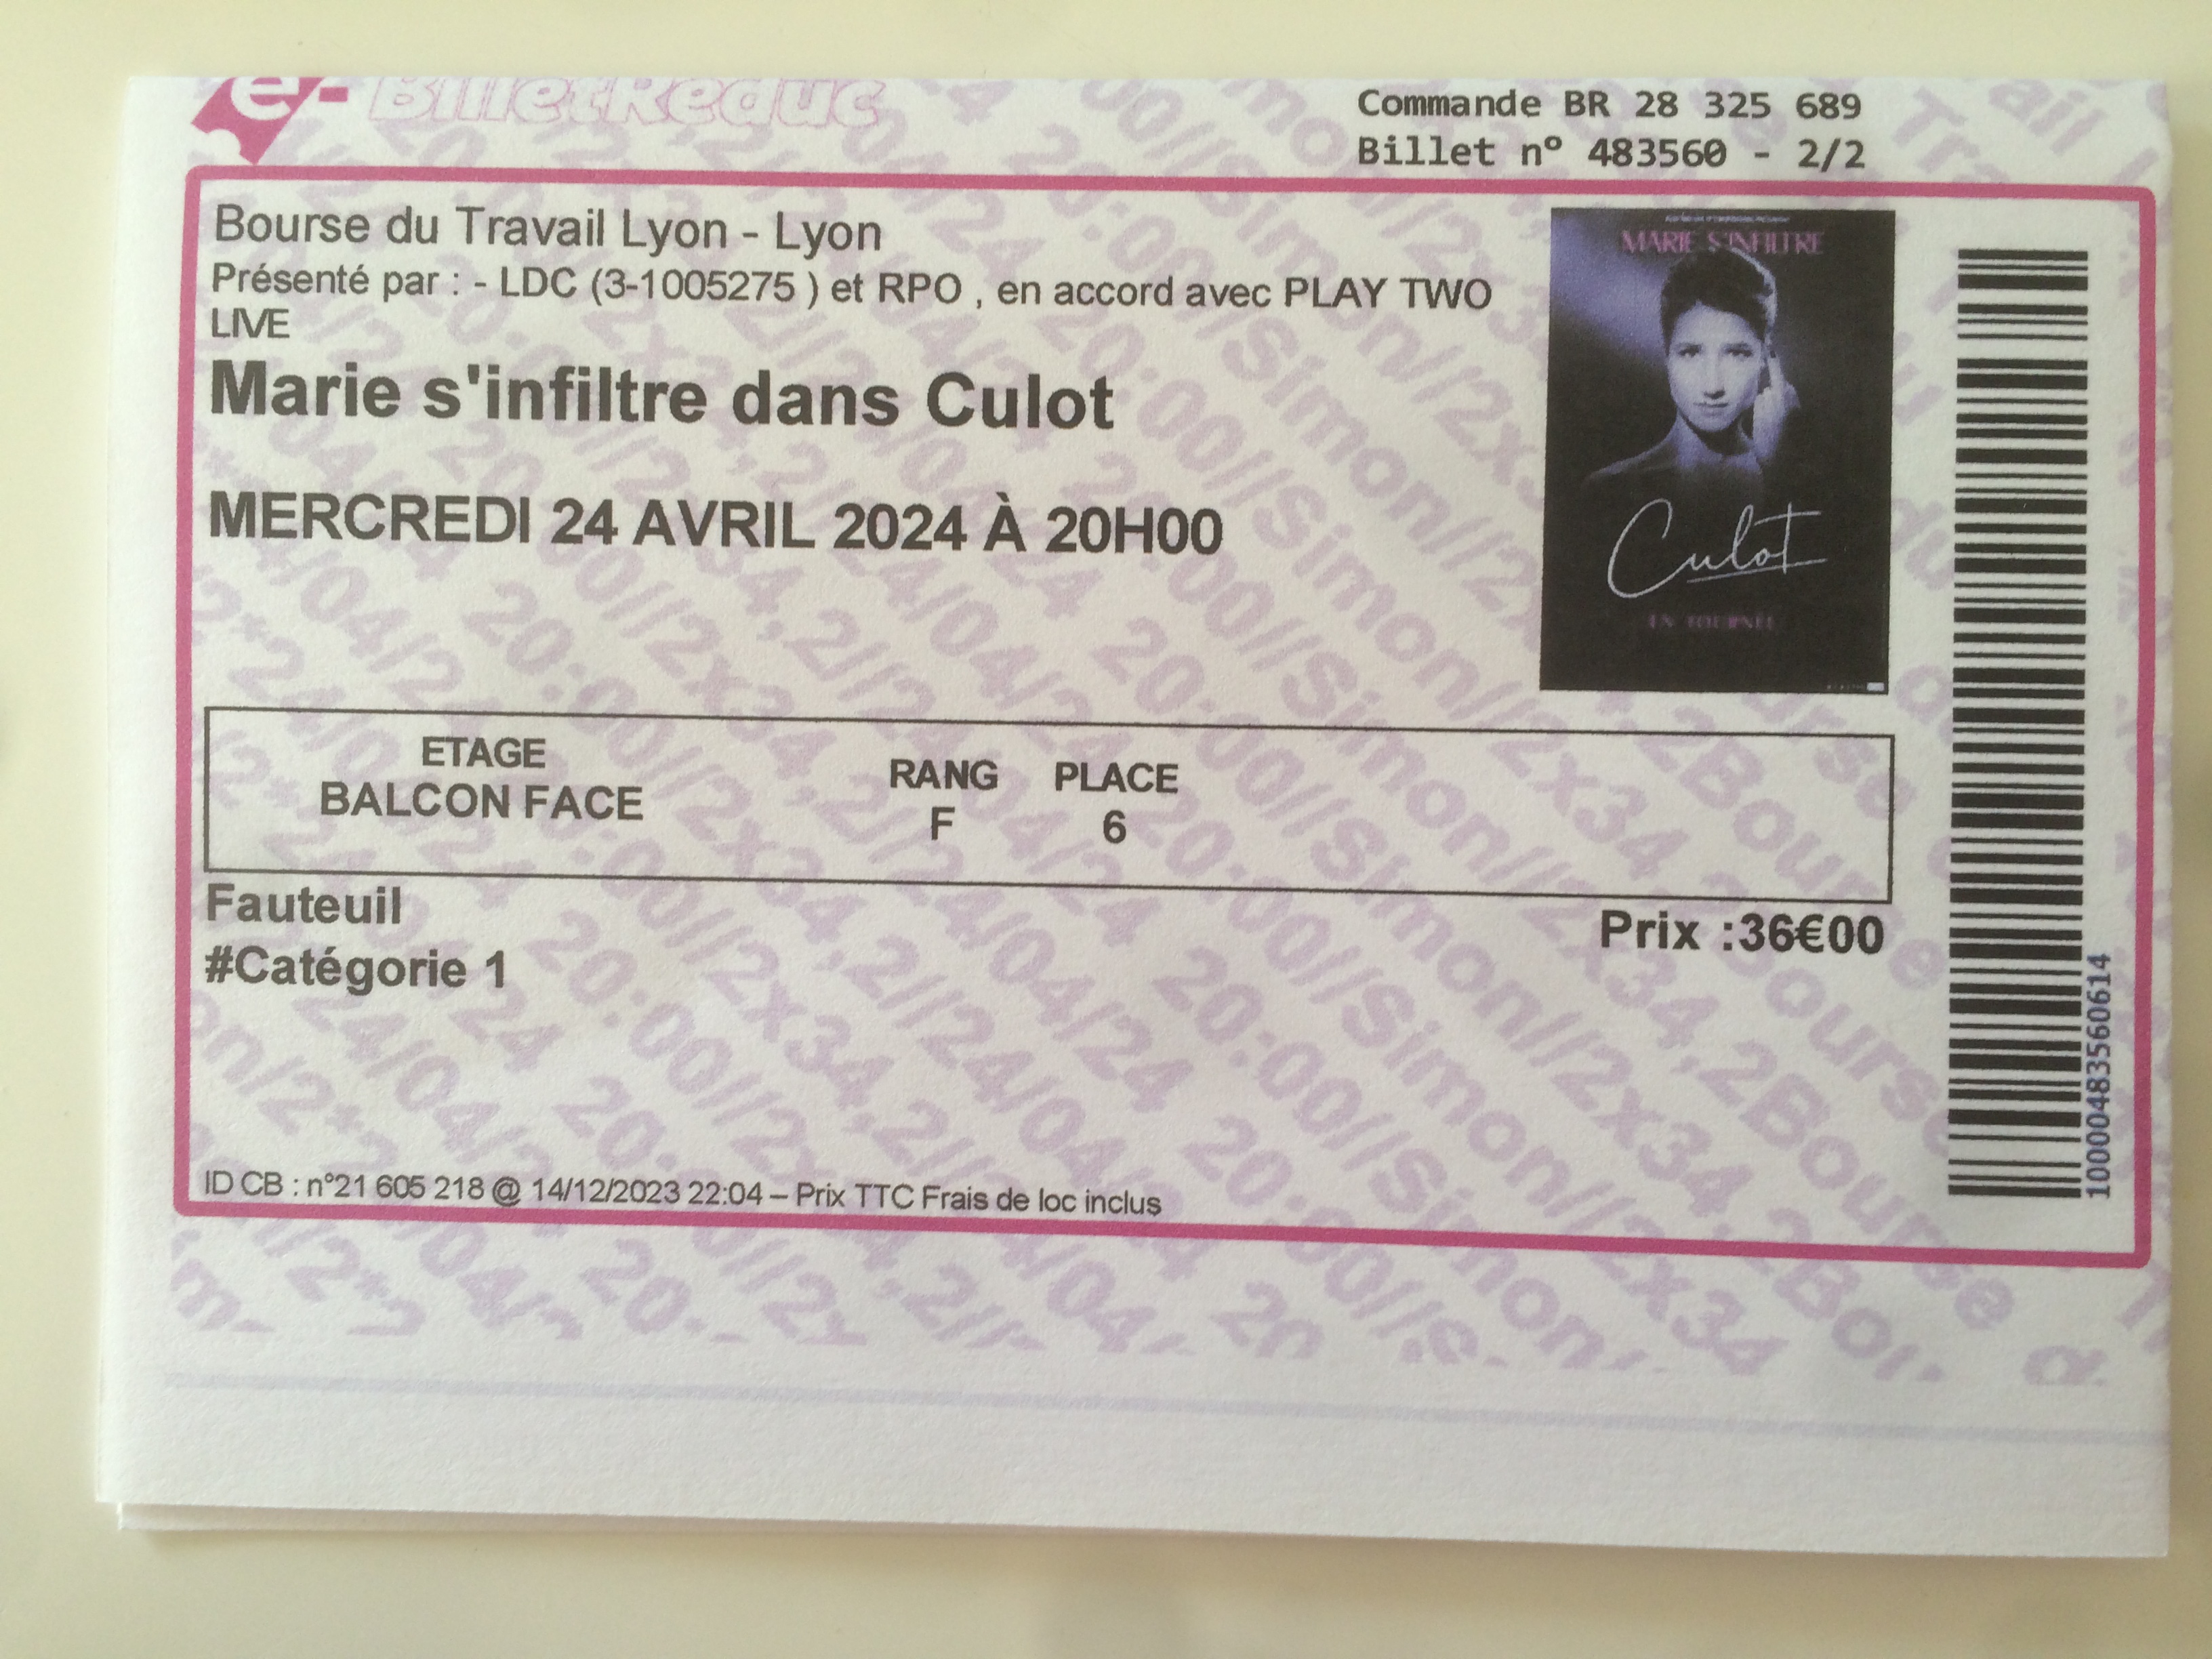 e-BilletReduc
Commande BR 28 325 689
Billet n° 483560 - 2/2
Bourse du Travail Lyon - Lyon
Présenté par : - LDC (3-1005275 ) et RPO , en accord avec PLAY TWO
LIVE
Marie s'infiltre dans Culot
MERCREDI 24 AVRIL 2024 À 20H00
MARIE S'INFILTRE
Culot
EN TOURNÉE
ETAGE
BALCON FACE
RANG PLACE
F 6
Fauteuil
#Catégorie 1
Prix :36€00
ID CB : n°21 605 218 @ 14/12/2023 22:04 – Prix TTC Frais de loc inclus
1000048356​0614